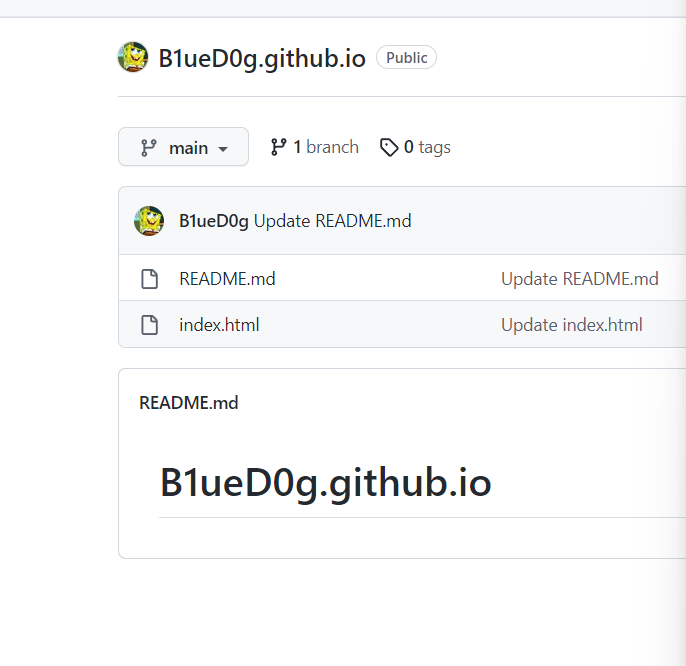 B1ueD0g.github.io Public
main 1 branch 0 tags
B1ueD0g Update README.md
README.md Update README.md
index.html Update index.html
README.md
B1ueD0g.github.io